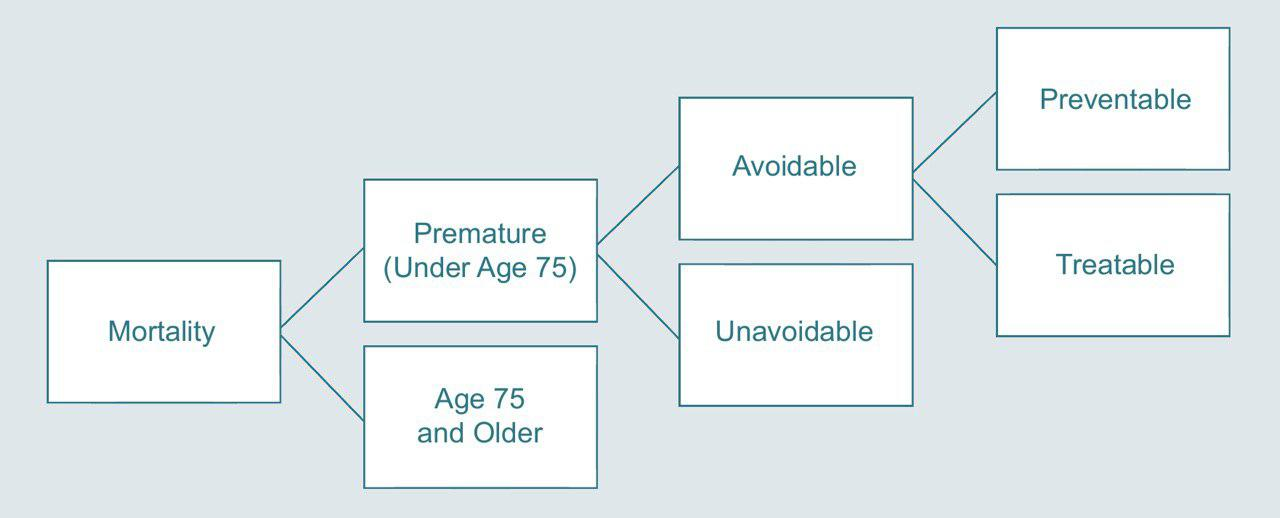 Mortality
Premature
(Under Age 75)
Age 75
and Older
Avoidable
Unavoidable
Preventable
Treatable